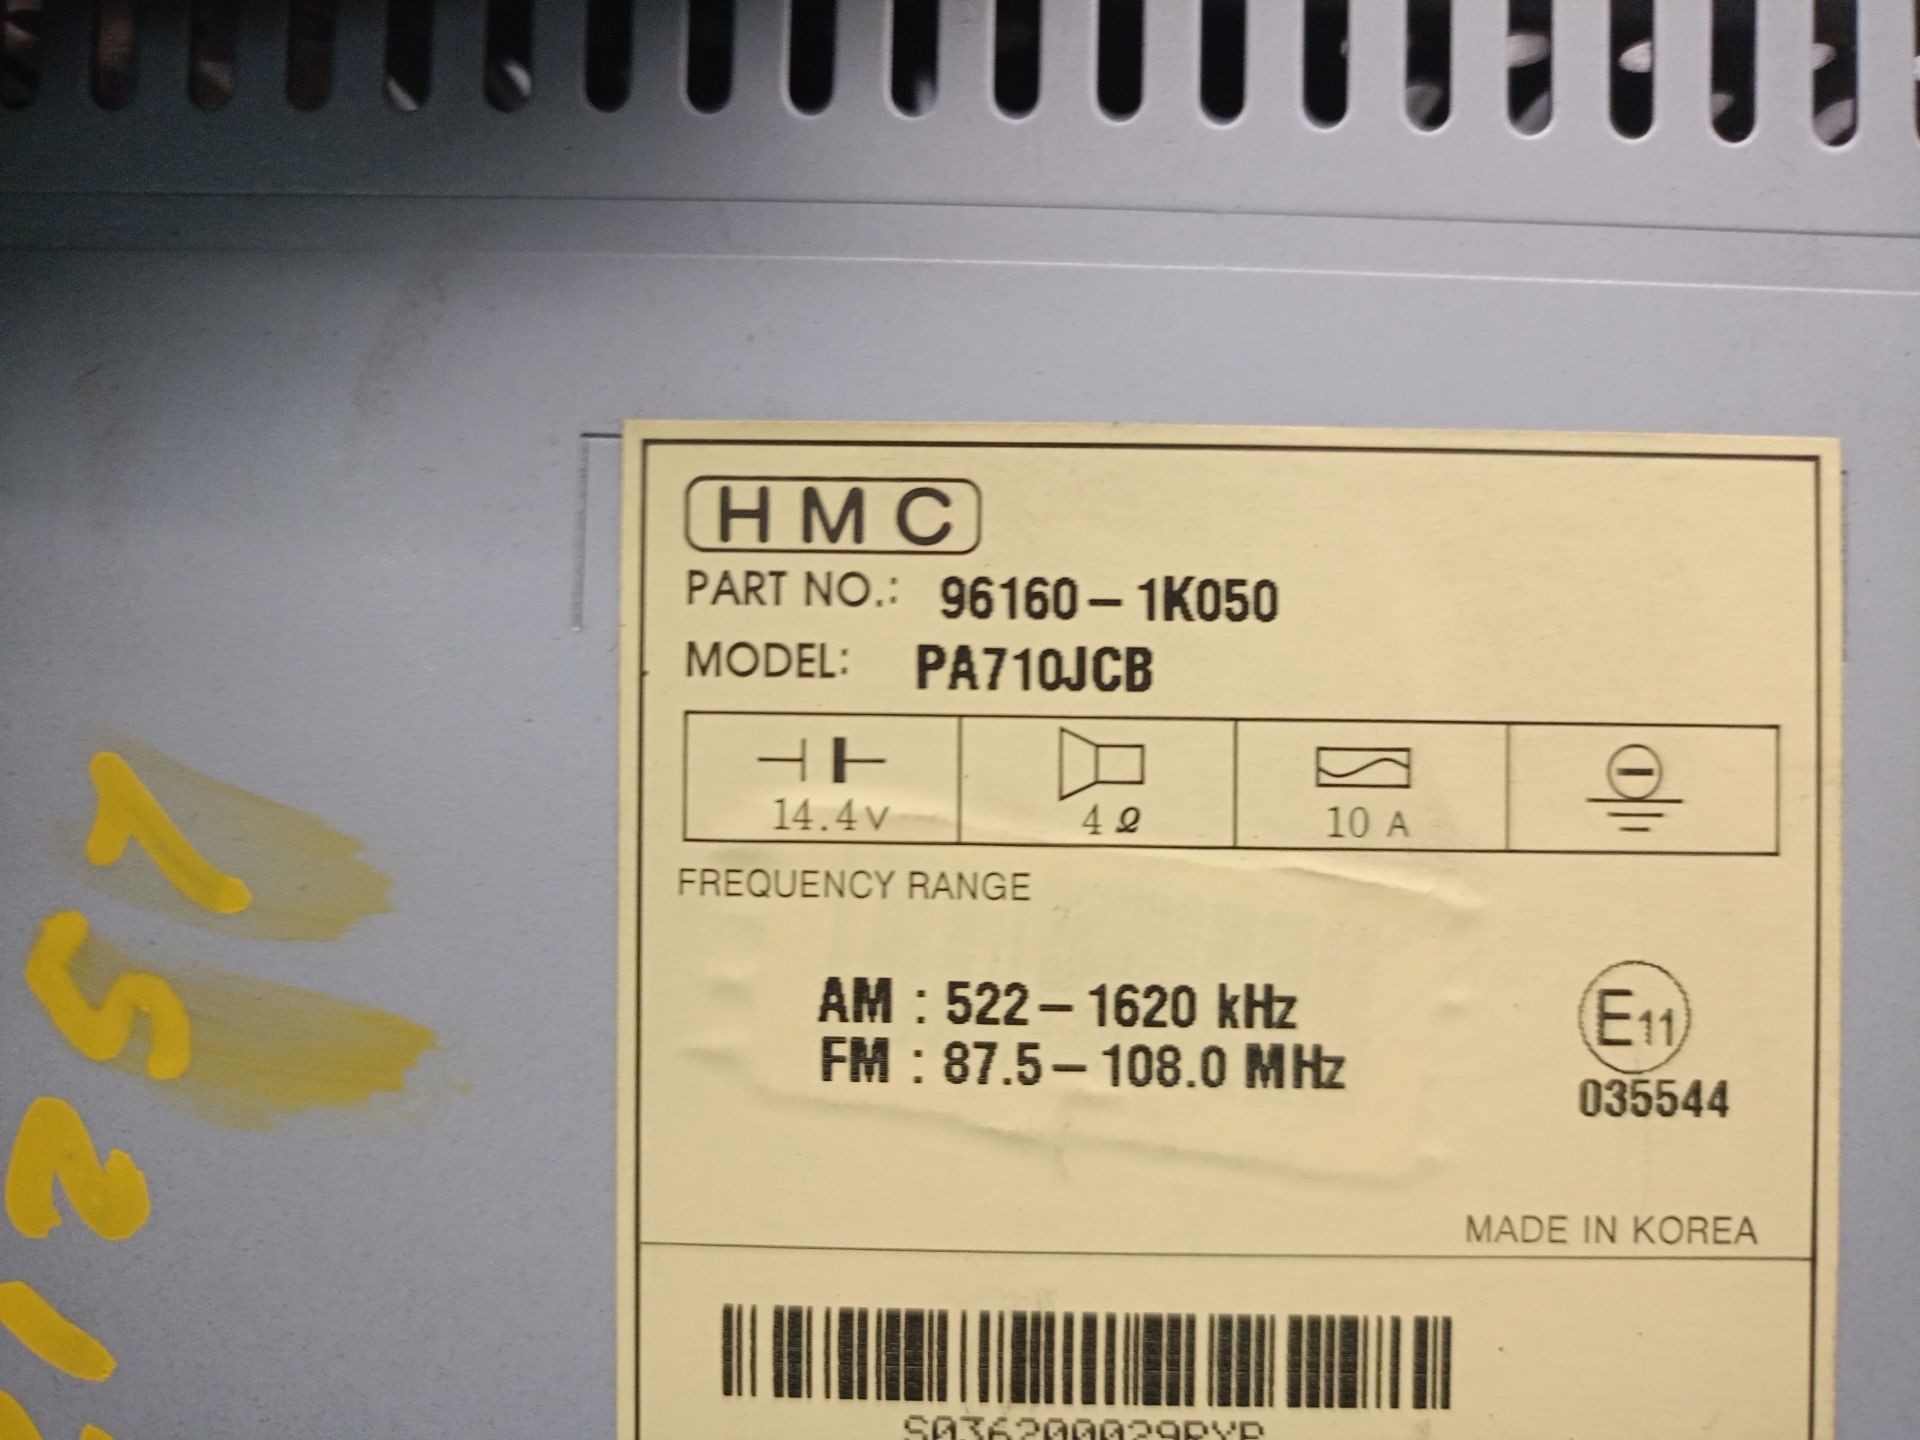 HMC
PART NO.: 96160-1K050
MODEL: PA710JCB
14.4V 4Ω 10 A
FREQUENCY RANGE
AM : 522-1620 kHz
FM : 87.5-108.0 MHz
E11
035544
MADE IN KOREA